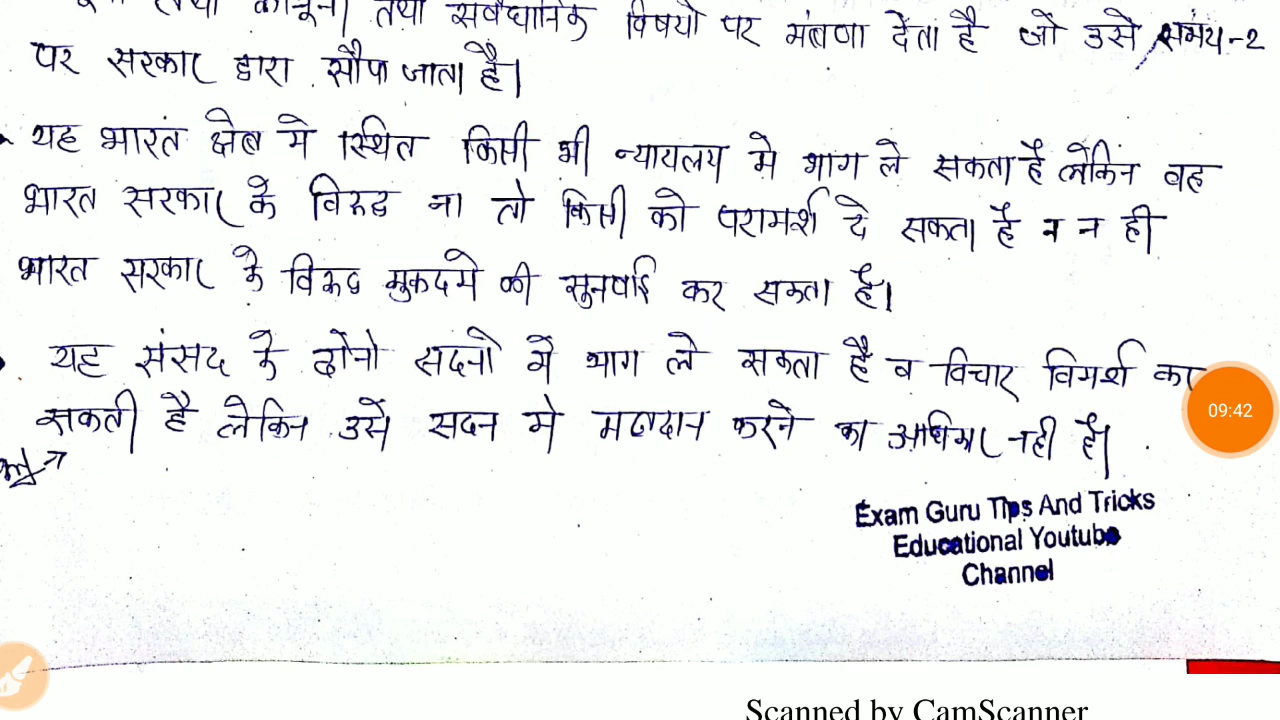 तथा कानूनी तथा सवैधानिक विषयो पर मंत्रणा देता है जो उसे समय-2
पर सरकार द्वारा सौपा जाता है।
यह भारत क्षेत्र मे स्थित किसी भी न्यायलय मे भाग ले सकता है लेकिन वह
भारत सरकार के विरुद्ध ना तो किसी को परामर्श दे सकता है न न ही
भारत सरकार के विरुद्ध मुकदमे की सुनवाई कर सकता है।
यह संसद के दोनो सदनो में भाग ले सकता है व विचार विमर्श का
सकती है लेकिन उसे सदन मे मतदान करने का अधिकार नही है।
09:42
Exam Guru Tips And Tricks
Educational Youtube
Channel
Scanned by CamScanner